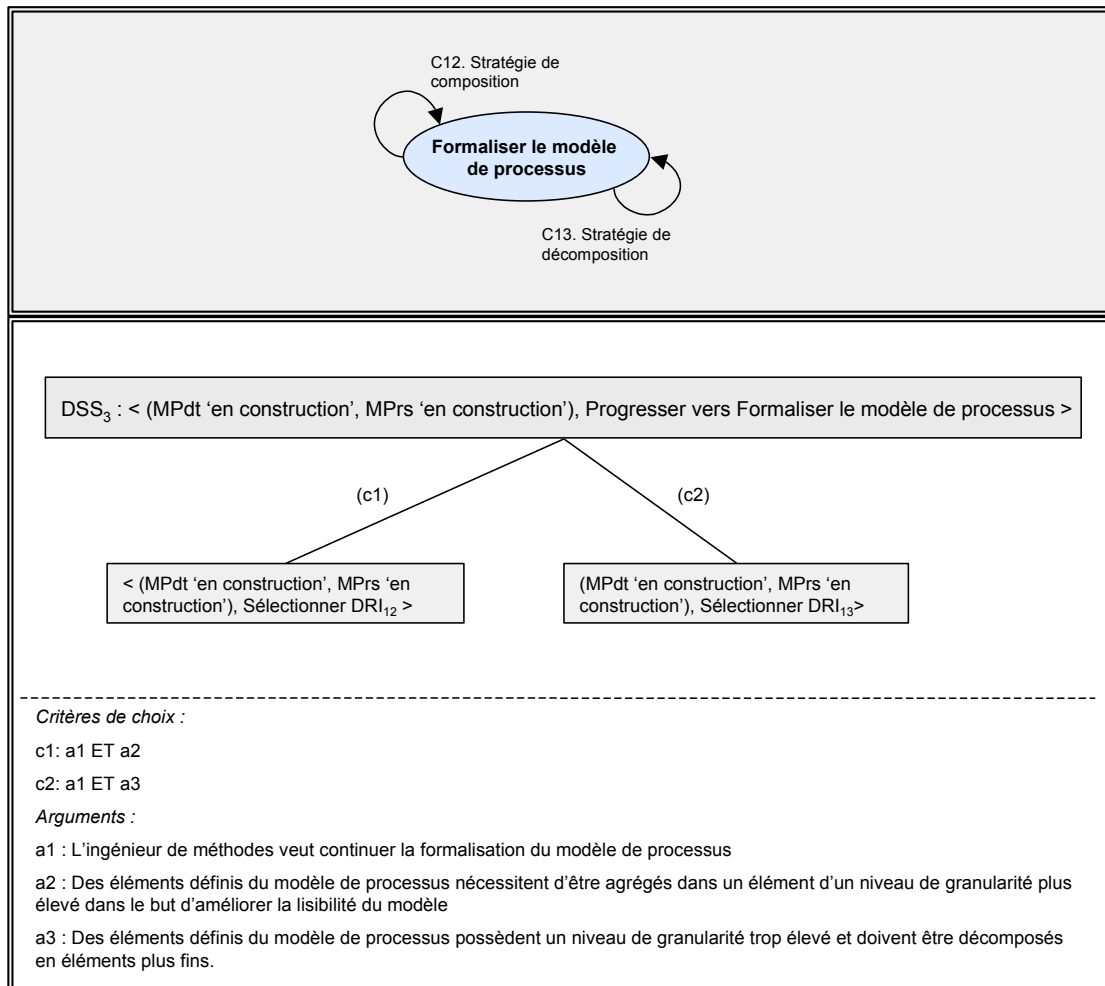 C12. Stratégie de
composition
Formaliser le modèle
de processus
C13. Stratégie de
décomposition
DSS3 : < (MPdt ‘en construction’, MPrs ‘en construction’), Progresser vers Formaliser le modèle de processus >
(c1)
(c2)
< (MPdt ‘en construction’, MPrs ‘en
construction’), Sélectionner DRI12 >
(MPdt ‘en construction’, MPrs ‘en
construction’), Sélectionner DRI13>
Critères de choix :
c1: a1 ET a2
c2: a1 ET a3
Arguments :
a1 : L’ingénieur de méthodes veut continuer la formalisation du modèle de processus
a2 : Des éléments définis du modèle de processus nécessitent d’être agrégés dans un élément d’un niveau de granularité plus
élevé dans le but d’améliorer la lisibilité du modèle
a3 : Des éléments définis du modèle de processus possèdent un niveau de granularité trop élevé et doivent être décomposés
en éléments plus fins.